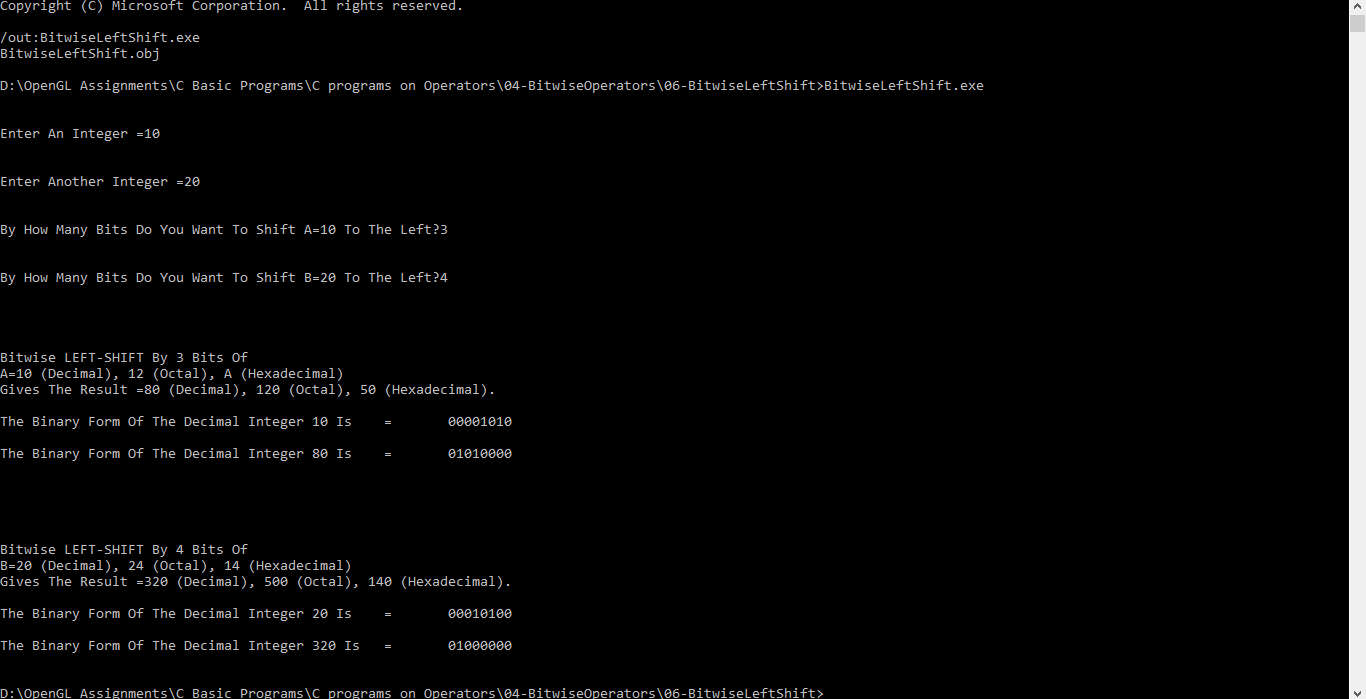 Copyright (C) Microsoft Corporation.  All rights reserved.
/out:BitwiseLeftShift.exe
BitwiseLeftShift.obj
D:\OpenGL Assignments\C Basic Programs\C programs on Operators\04-BitwiseOperators\06-BitwiseLeftShift>BitwiseLeftShift.exe
Enter An Integer =10
Enter Another Integer =20
By How Many Bits Do You Want To Shift A=10 To The Left?3
By How Many Bits Do You Want To Shift B=20 To The Left?4
Bitwise LEFT-SHIFT By 3 Bits Of
A=10 (Decimal), 12 (Octal), A (Hexadecimal)
Gives The Result =80 (Decimal), 120 (Octal), 50 (Hexadecimal).
The Binary Form Of The Decimal Integer 10 Is    =       00001010
The Binary Form Of The Decimal Integer 80 Is    =       01010000
Bitwise LEFT-SHIFT By 4 Bits Of
B=20 (Decimal), 24 (Octal), 14 (Hexadecimal)
Gives The Result =320 (Decimal), 500 (Octal), 140 (Hexadecimal).
The Binary Form Of The Decimal Integer 20 Is    =       00010100
The Binary Form Of The Decimal Integer 320 Is   =       01000000
D:\OpenGL Assignments\C Basic Programs\C programs on Operators\04-BitwiseOperators\06-BitwiseLeftShift>